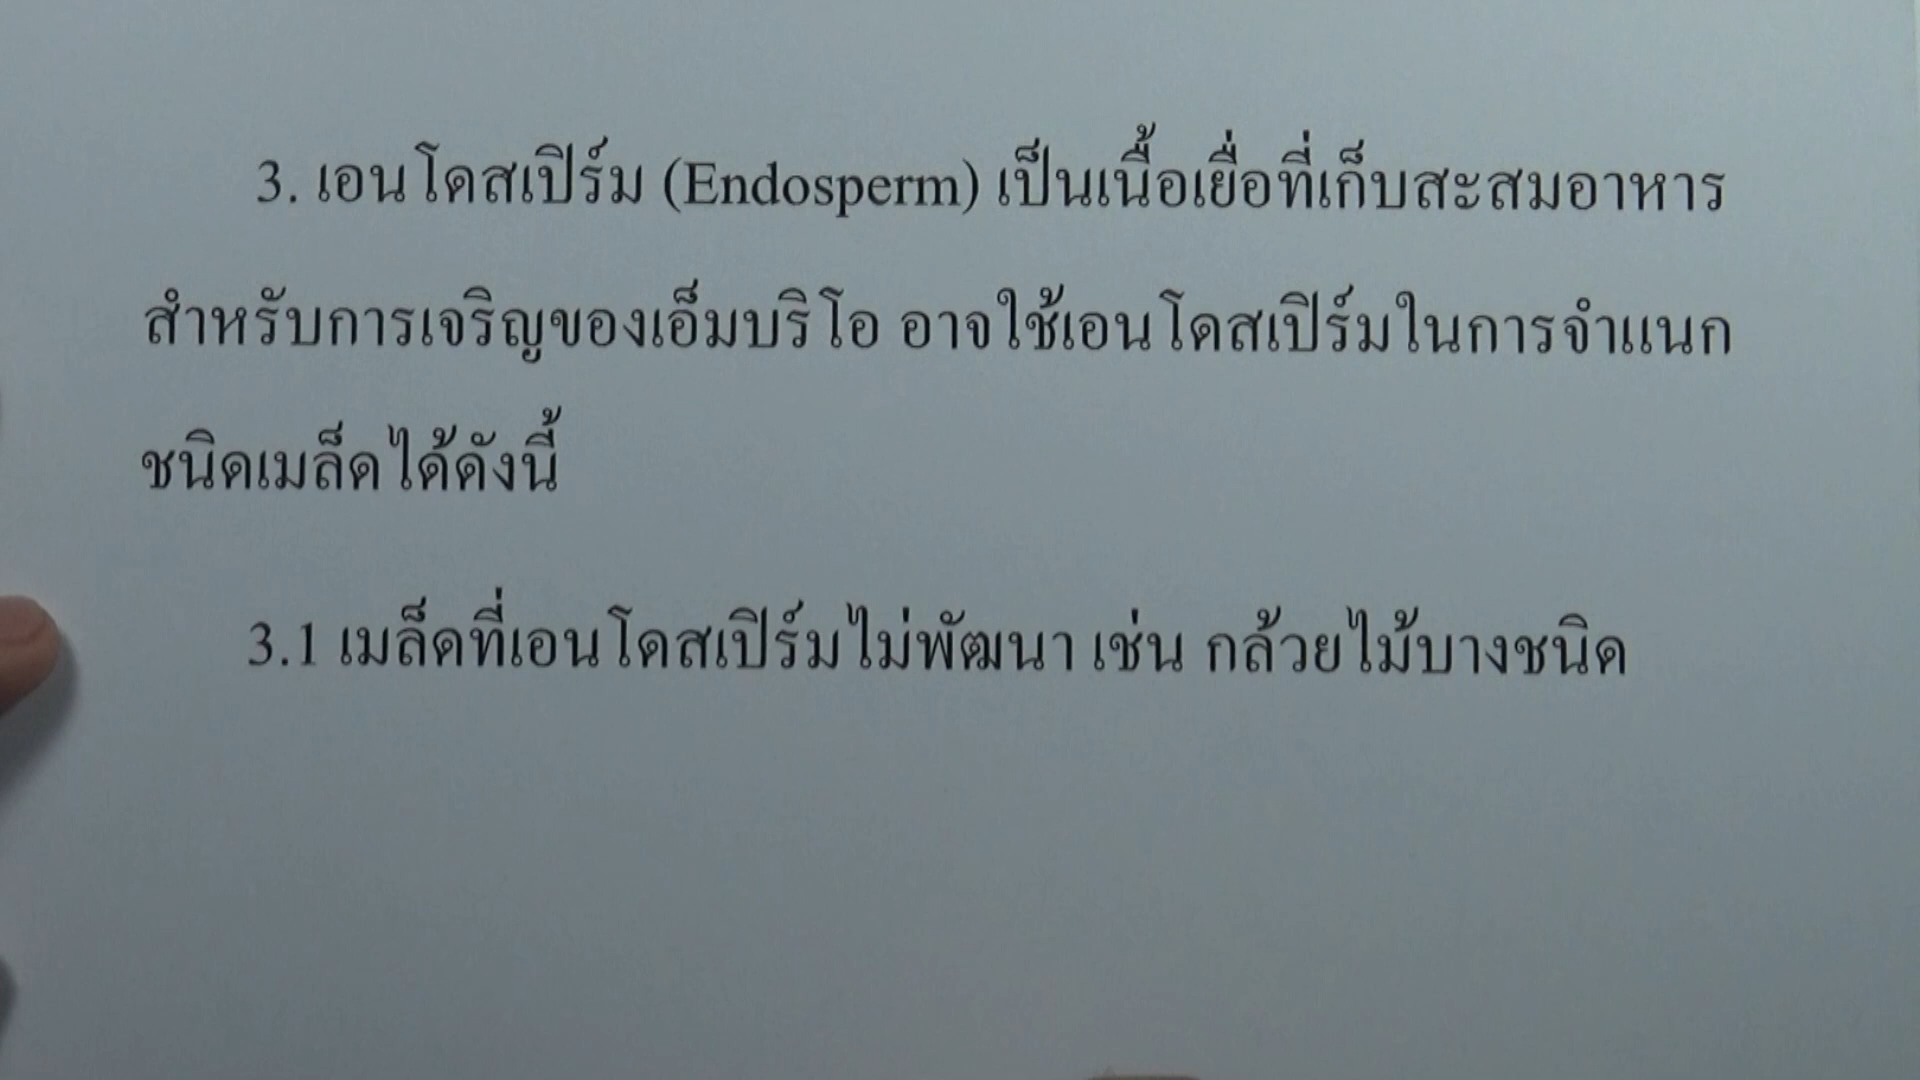 3. เอนโดสเปิร์ม (Endosperm) เป็นเนื้อเยื่อที่เก็บสะสมอาหาร
สำหรับการเจริญของเอ็มบริโอ อาจใช้เอนโดสเปิร์มในการจำแนก
ชนิดเมล็ดได้ดังนี้
3.1 เมล็ดที่เอนโดสเปิร์มไม่พัฒนา เช่น กล้วยไม้บางชนิด